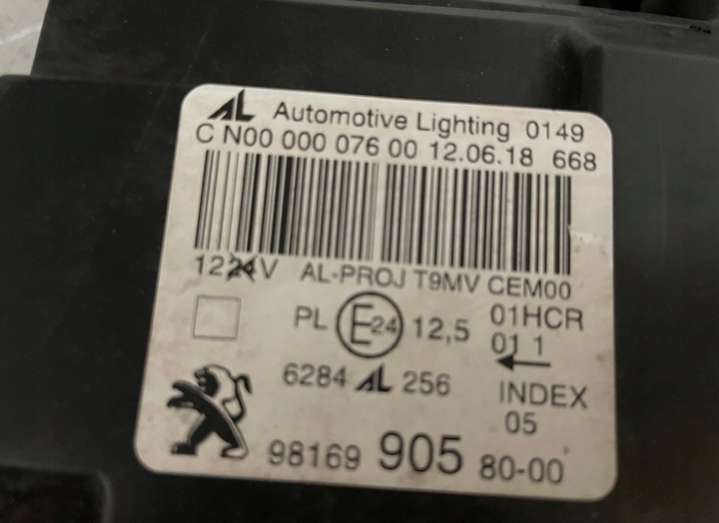 AL Automotive Lighting 0149
C N00 000 076 00 12.06.18 668
12 24 V AL-PROJ T9MV CEM00
PL E24 12,5 01HCR
01 1
6284 AL 256 INDEX
05
98169 905 80-00